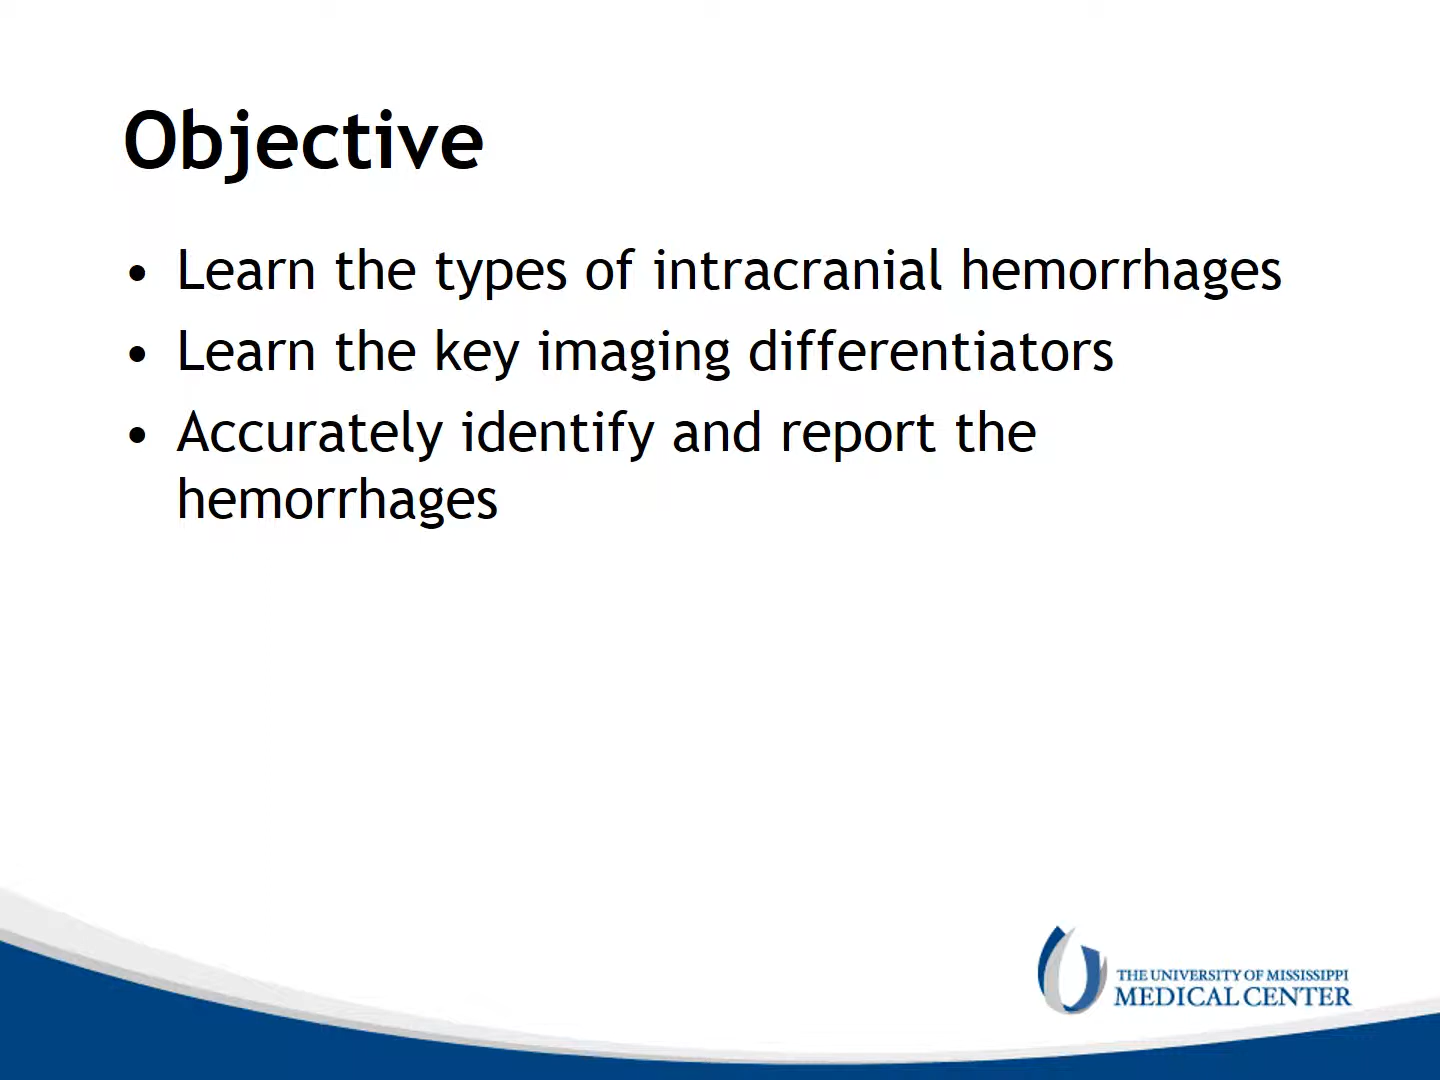 Objective
• Learn the types of intracranial hemorrhages
• Learn the key imaging differentiators
• Accurately identify and report the
hemorrhages
THE UNIVERSITY OF MISSISSIPPI
MEDICAL CENTER